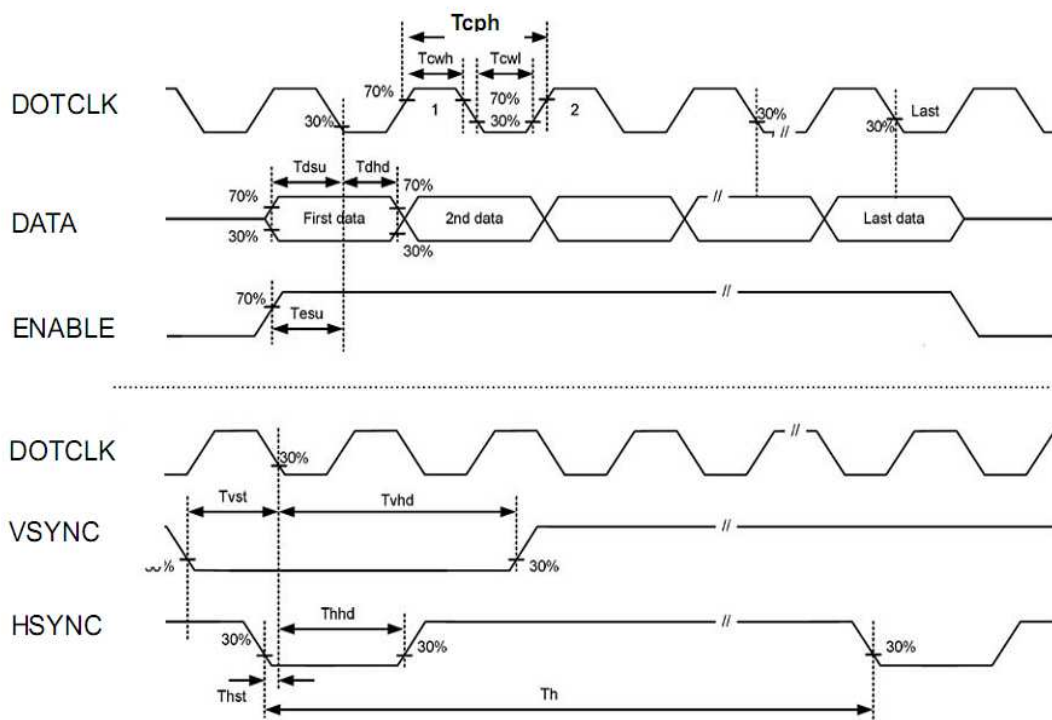 Tcph
Tcwh Tcwl
DOTCLK 70% 1 70% 2 30% Last
30% 30% // 30%
Tdsu Tdhd
70% 70% //
DATA First data 2nd data Last data
30% 30%
70% //
ENABLE Tesu
DOTCLK //
30%
Tvst Tvhd
VSYNC //
30%
Thhd
HSYNC //
30% 30% 30%
Thst Th